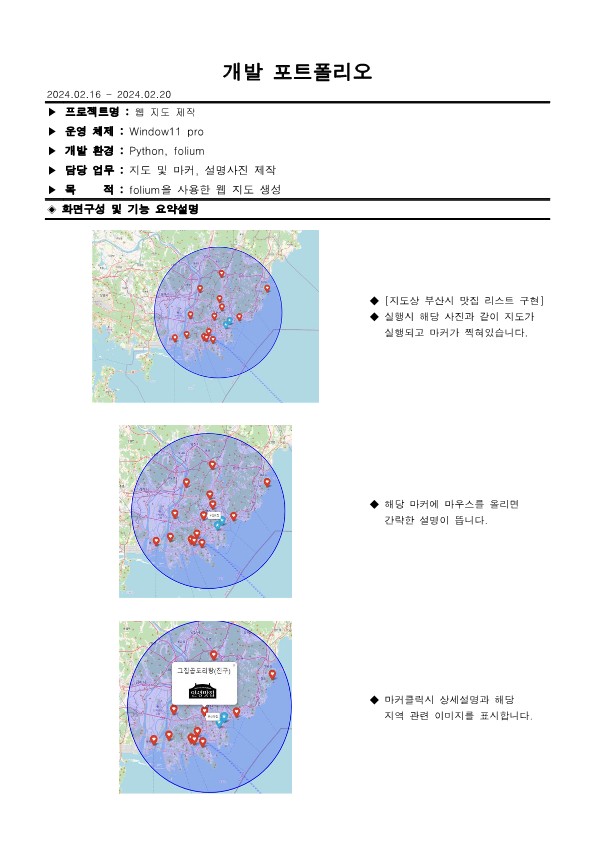 개발 포트폴리오
2024.02.16 - 2024.02.20
▶ 프로젝트명 : 웹 지도 제작
▶ 운영 체제 : Window11 pro
▶ 개발 환경 : Python, folium
▶ 담당 업무 : 지도 및 마커, 설명사진 제작
▶ 목 적 : folium을 사용한 웹 지도 생성
◈ 화면구성 및 기능 요약설명
◆ [지도상 부산시 맛집 리스트 구현]
◆ 실행시 해당 사진과 같이 지도가
실행되고 마커가 찍혀있습니다.
◆ 해당 마커에 마우스를 올리면
간략한 설명이 뜹니다.
그집곱도리탕(진구)
안경맛집
◆ 마커클릭시 상세설명과 해당
지역 관련 이미지를 표시합니다.